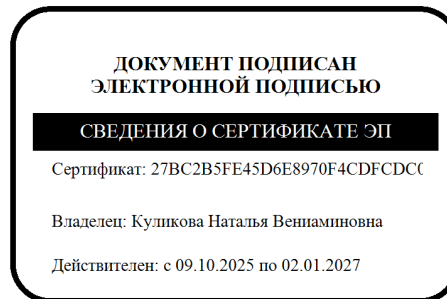 ДОКУМЕНТ ПОДПИСАН
ЭЛЕКТРОННОЙ ПОДПИСЬЮ
СВЕДЕНИЯ О СЕРТИФИКАТЕ ЭП
Сертификат: 27BC2B5FE45D6E8970F4CDFCDC0
Владелец: Куликова Наталья Вениаминовна
Действителен: с 09.10.2025 по 02.01.2027